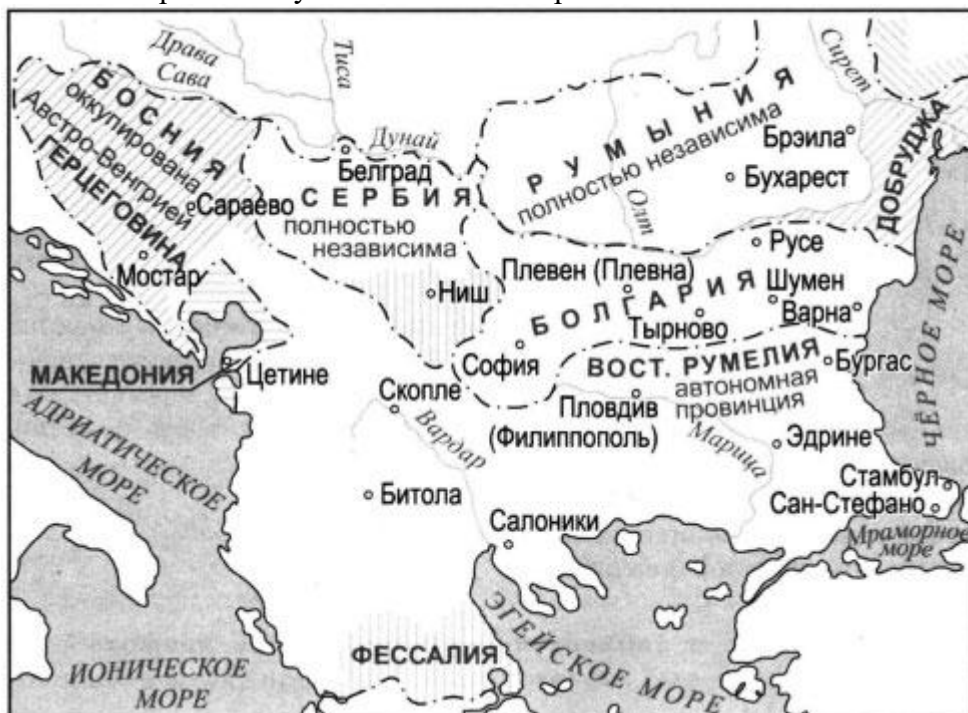 Драва
Сава
Тиса
Сирет
БОСНИЯ
оккупирована
Австро-Венгрией
ГЕРЦЕГОВИНА
Сараево
Мостар
Дунай
Белград
СЕРБИЯ
полностью
независима
Ниш
РУМЫНИЯ
полностью независима
Брэила
Бухарест
Олт
ДОБРУДЖА
Русе
Плевен (Плевна)
Шумен
БОЛГАРИЯ
Варна
Тырново
София
ВОСТ. РУМЕЛИЯ
автономная
провинция
Бургас
ЧЁРНОЕ МОРЕ
МАКЕДОНИЯ
Цетине
Скопле
Вардар
Пловдив
(Филиппополь)
Марица
Эдрине
АДРИАТИЧЕСКОЕ
МОРЕ
Битола
Салоники
Стамбул
Сан-Стефано
Мраморное
море
ЭГЕЙСКОЕ МОРЕ
ФЕССАЛИЯ
ИОНИЧЕСКОЕ
МОРЕ